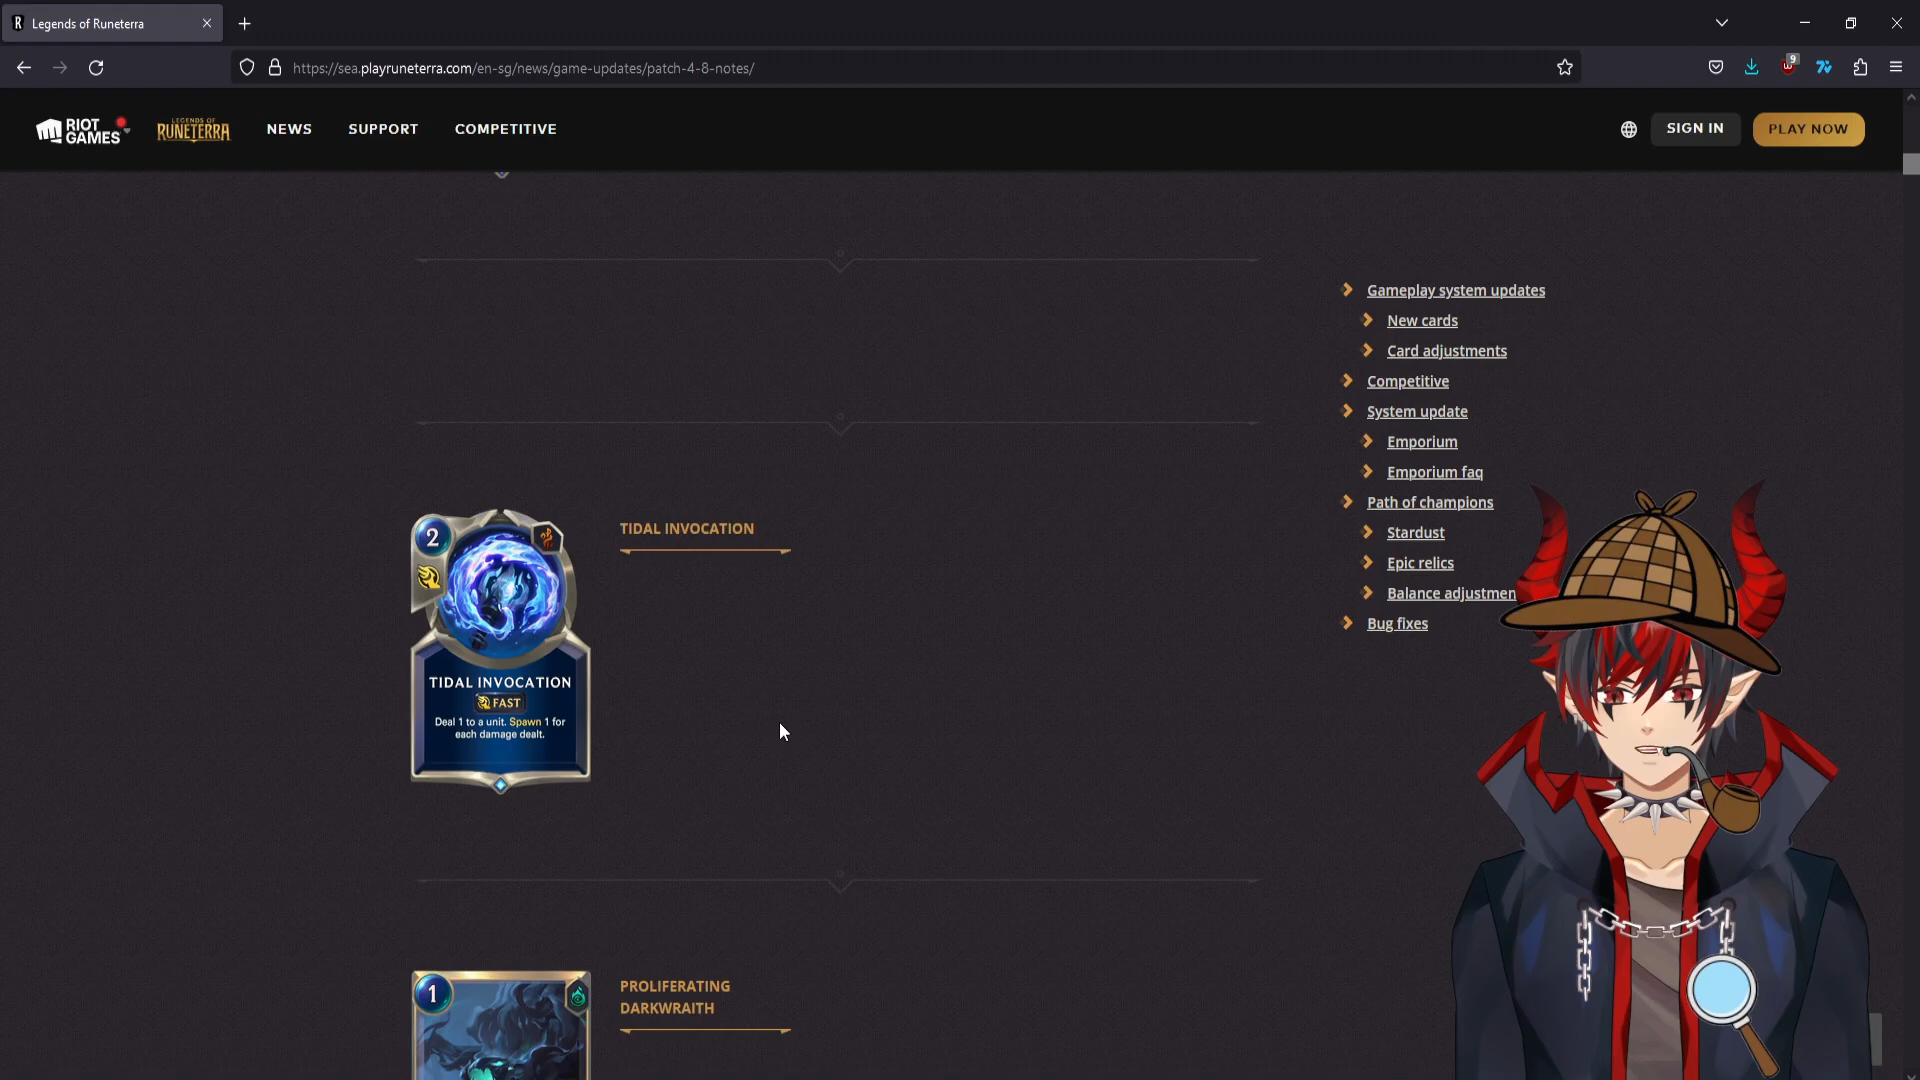 Legends of Runeterra
https://sea.playruneterra.com/en-sg/news/game-updates/patch-4-8-notes/
9
RIOT GAMES
LEGENDS OF RUNETERRA
NEWS
SUPPORT
COMPETITIVE
SIGN IN
PLAY NOW
Gameplay system updates
New cards
Card adjustments
Competitive
System update
Emporium
Emporium faq
Path of champions
Stardust
Epic relics
Balance adjustmen
Bug fixes
2
TIDAL INVOCATION
FAST
Deal 1 to a unit. Spawn 1 for
each damage dealt.
TIDAL INVOCATION
1
PROLIFERATING
DARKWRAITH